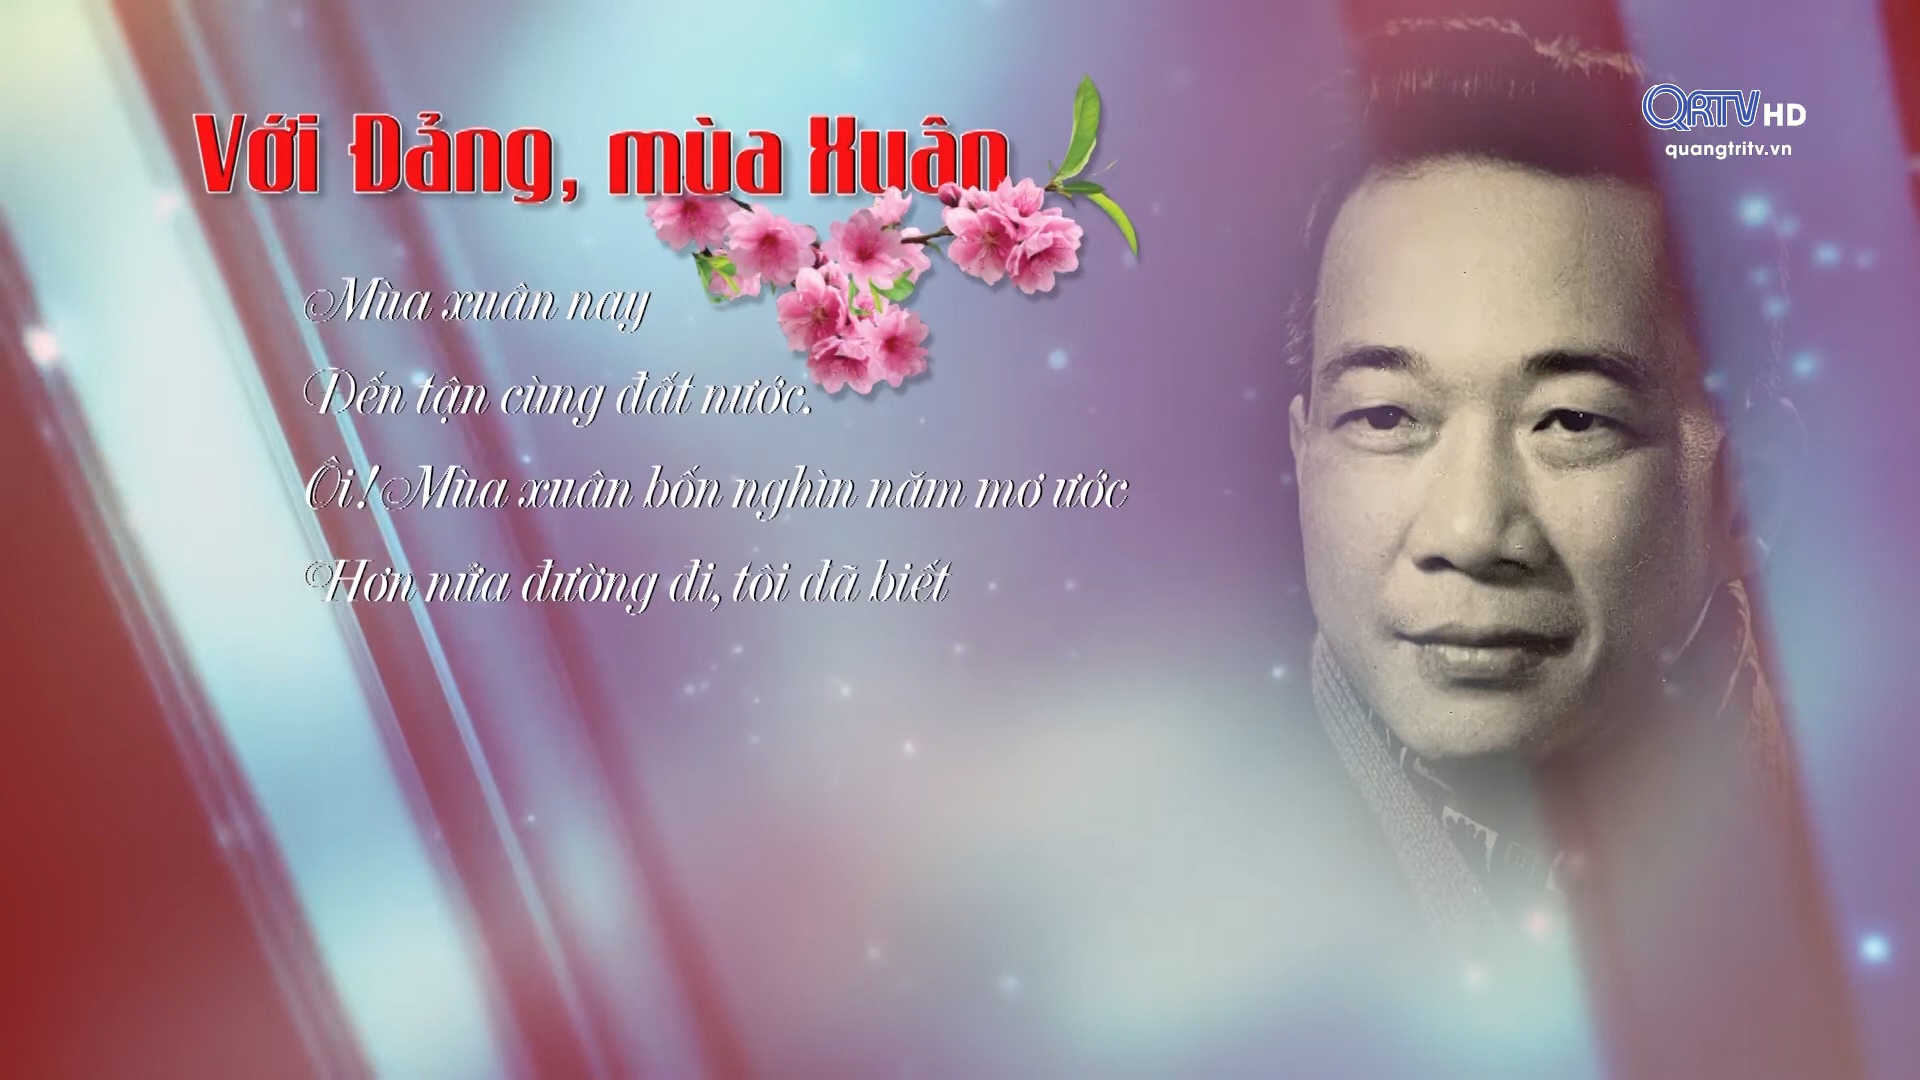 QRTV HD
quangtritv.vn
Với Đảng, mùa Xuân
Mùa xuân nay
Đến tận cùng đất nước.
Ôi! Mùa xuân bốn nghìn năm mơ ước
Hơn nửa đường đi, tôi đã biết